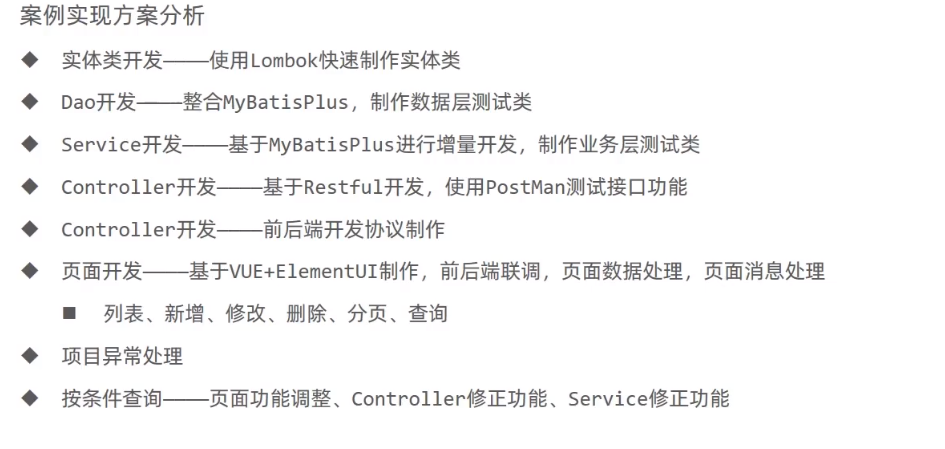 案例实现方案分析
◆ 实体类开发————使用Lombok快速制作实体类
◆ Dao开发————整合MyBatisPlus，制作数据层测试类
◆ Service开发————基于MyBatisPlus进行增量开发，制作业务层测试类
◆ Controller开发————基于Restful开发，使用PostMan测试接口功能
◆ Controller开发————前后端开发协议制作
◆ 页面开发————基于VUE+ElementUI制作，前后端联调，页面数据处理，页面消息处理
■ 列表、新增、修改、删除、分页、查询
◆ 项目异常处理
◆ 按条件查询————页面功能调整、Controller修正功能、Service修正功能